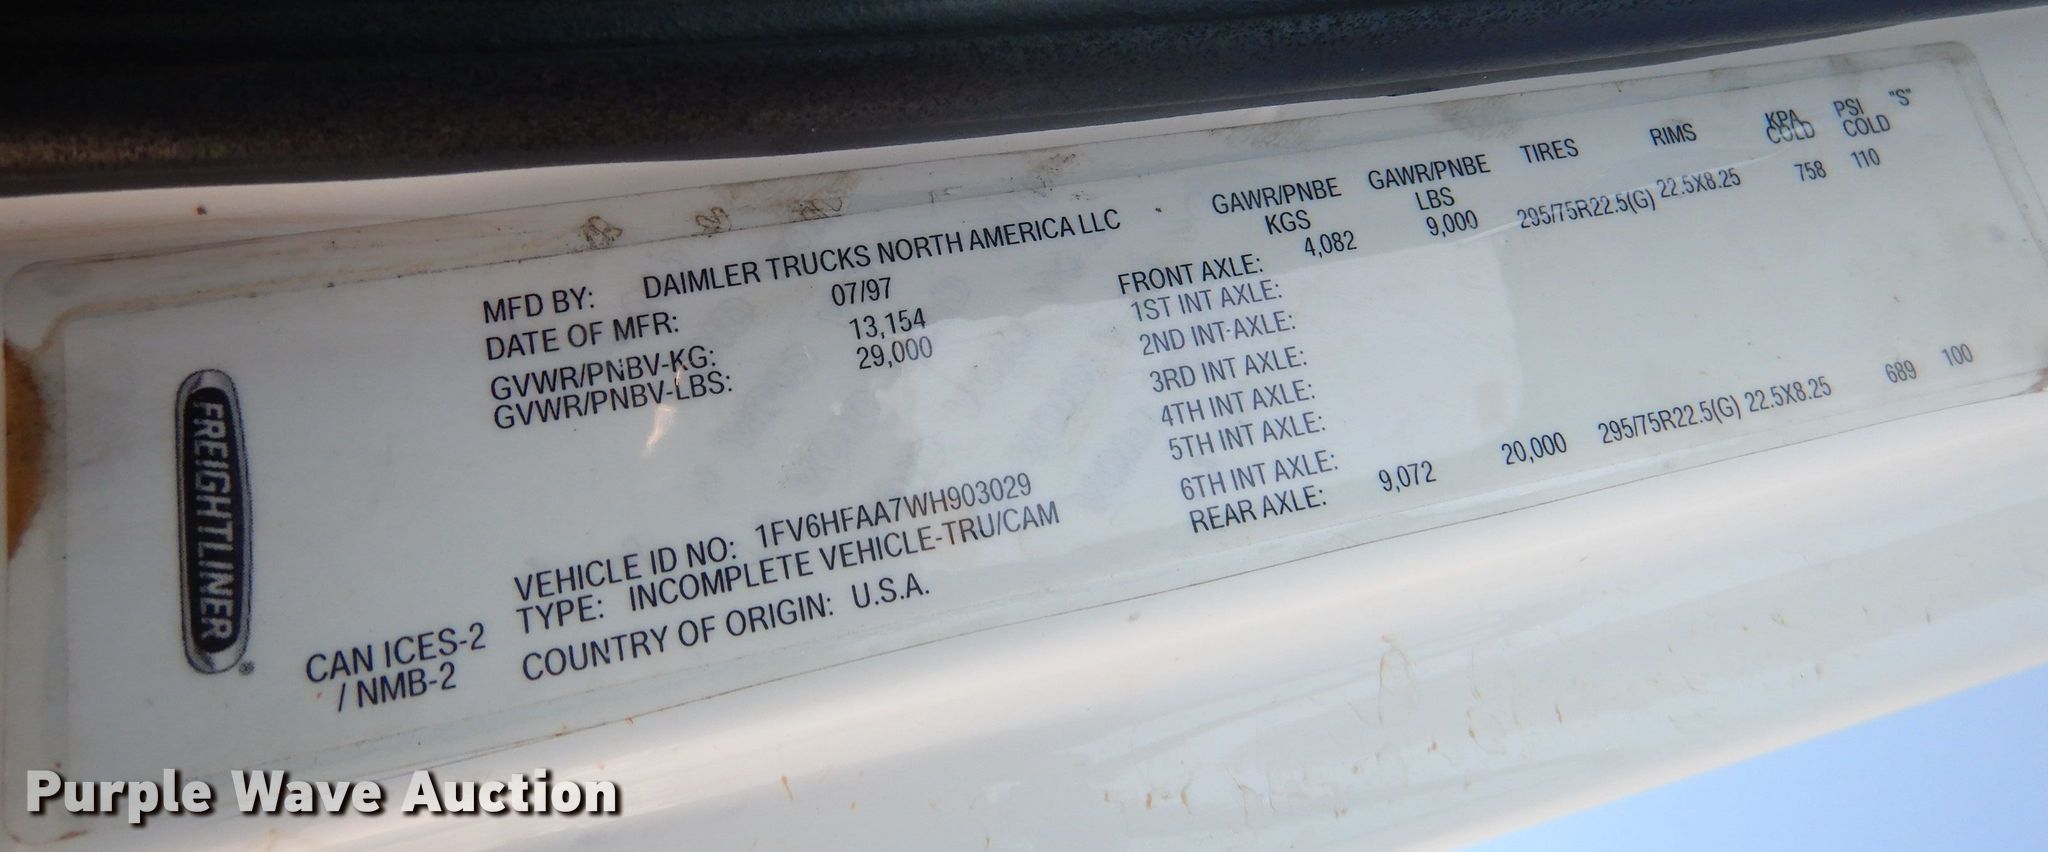 FREIGHTLINER®
CAN ICES-2
/ NMB-2
MFD BY: DAIMLER TRUCKS NORTH AMERICA LLC
DATE OF MFR: 07/97
GVWR/PNBV-KG: 13,154
GVWR/PNBV-LBS: 29,000
VEHICLE ID NO: 1FV6HFAA7WH903029
TYPE: INCOMPLETE VEHICLE-TRU/CAM
COUNTRY OF ORIGIN: U.S.A.
GAWR/PNBE GAWR/PNBE TIRES RIMS KPA PSI "S"
KGS LBS COLD COLD
FRONT AXLE: 4,082 9,000 295/75R22.5(G) 22.5X8.25 758 110
1ST INT AXLE:
2ND INT AXLE:
3RD INT AXLE:
4TH INT AXLE:
5TH INT AXLE:
6TH INT AXLE:
REAR AXLE: 9,072 20,000 295/75R22.5(G) 22.5X8.25 689 100
Purple Wave Auction